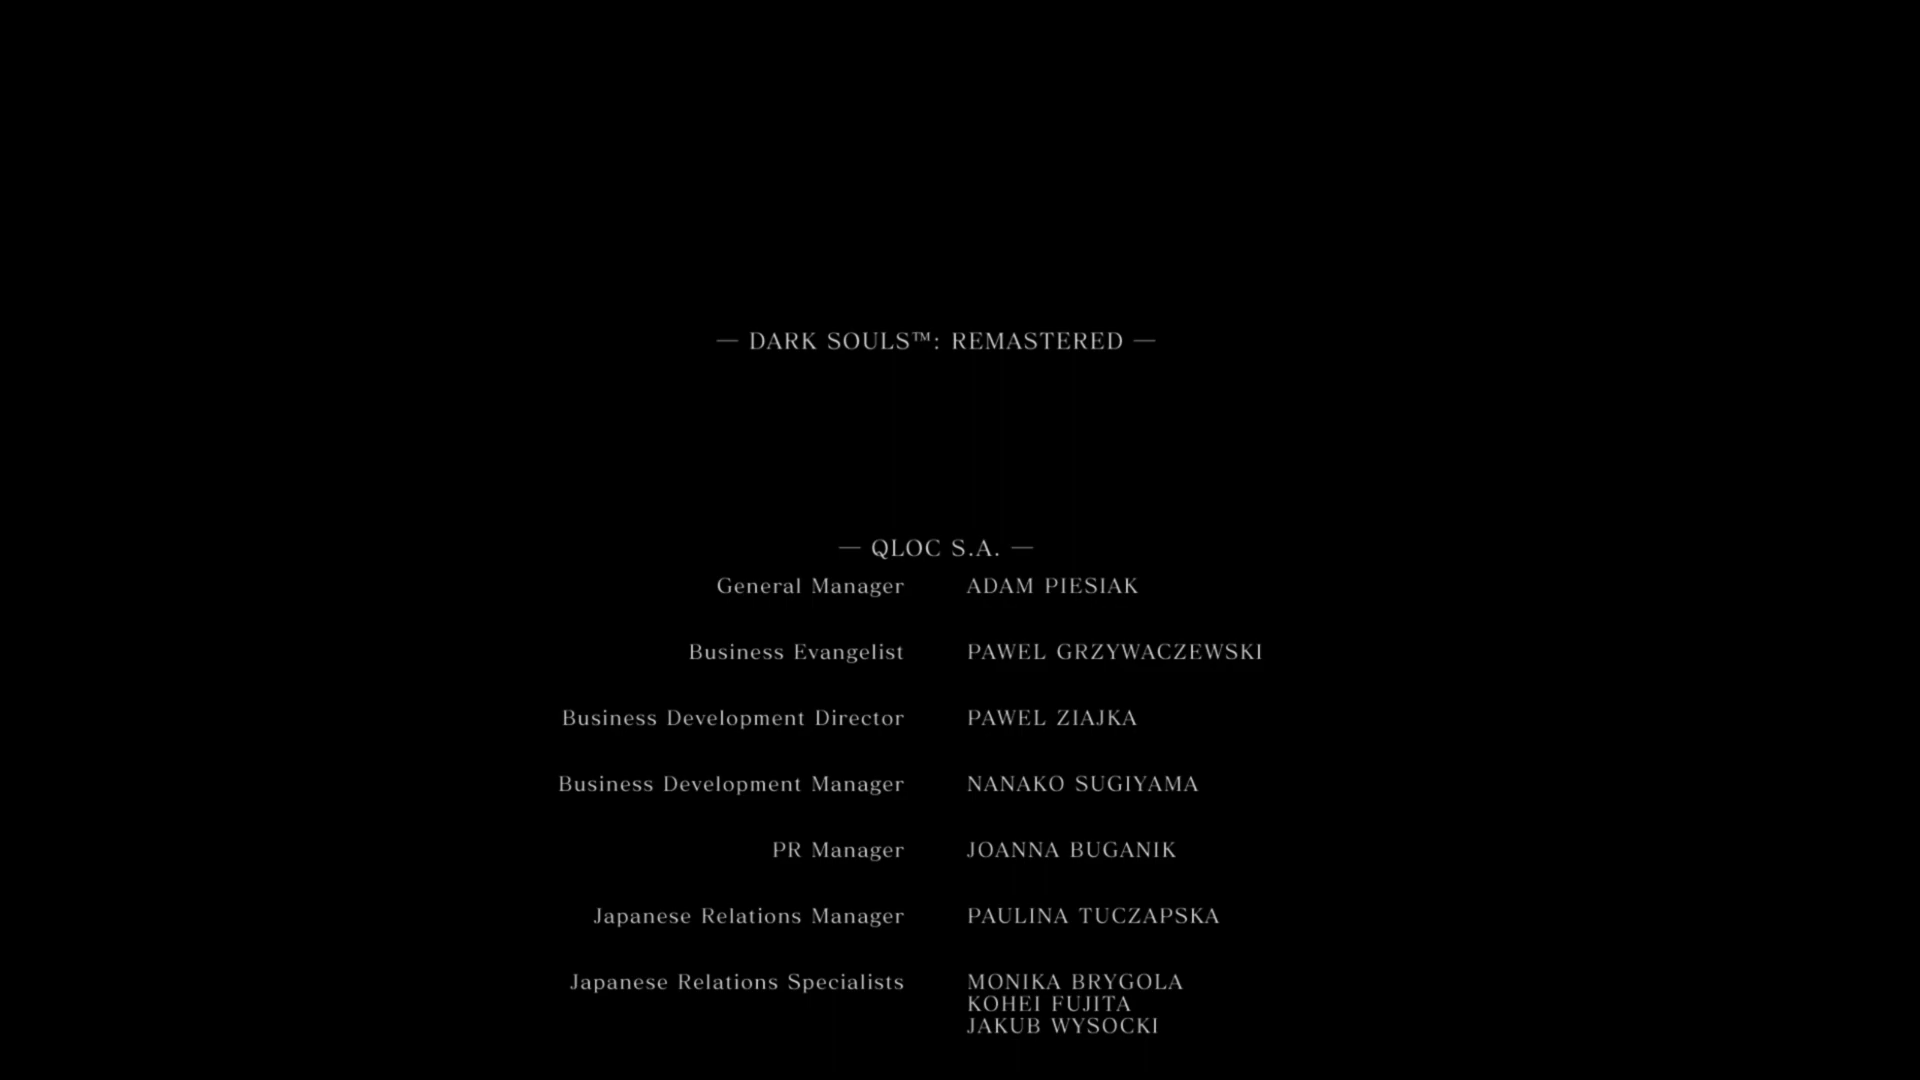 — DARK SOULS™: REMASTERED —
— QLOC S.A. —
General Manager ADAM PIESIAK
Business Evangelist PAWEL GRZYWACZEWSKI
Business Development Director PAWEL ZIAJKA
Business Development Manager NANAKO SUGIYAMA
PR Manager JOANNA BUGANIK
Japanese Relations Manager PAULINA TUCZAPSKA
Japanese Relations Specialists MONIKA BRYGOLA
KOHEI FUJITA
JAKUB WYSOCKI